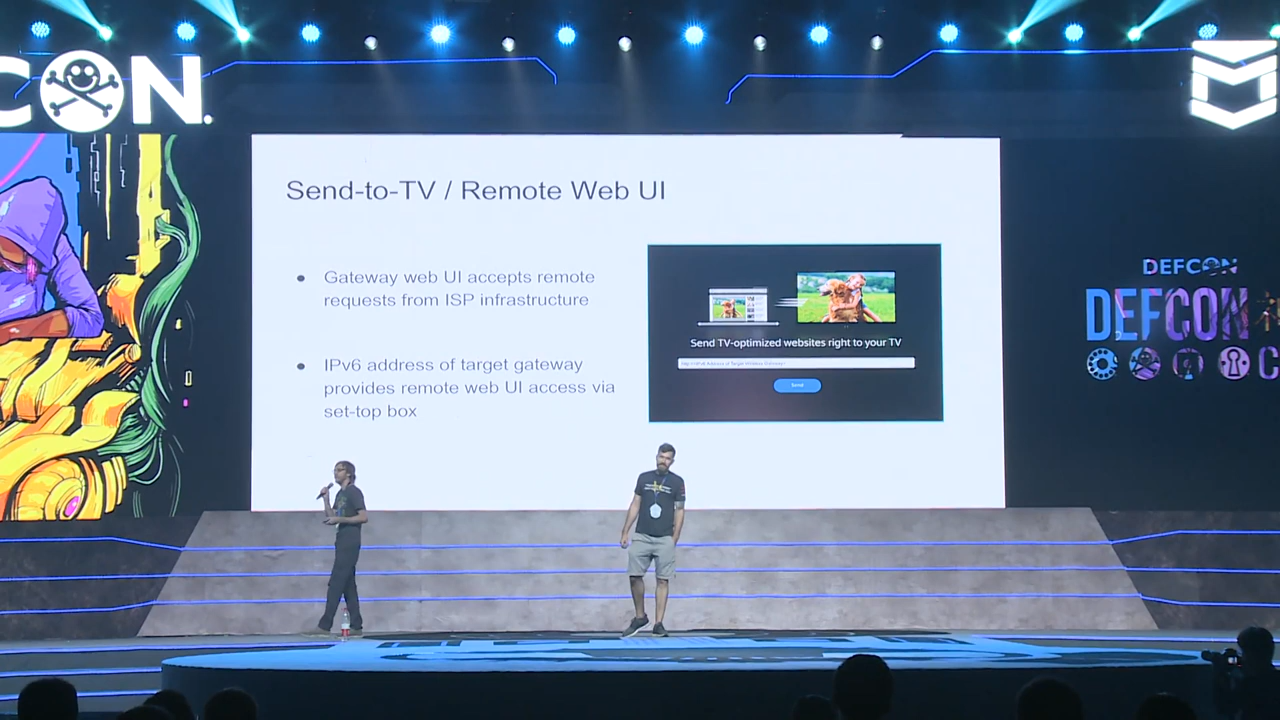 CON.
Send-to-TV / Remote Web UI
Gateway web UI accepts remote
requests from ISP infrastructure
IPv6 address of target gateway
provides remote web UI access via
set-top box
Send TV-optimized websites right to your TV
Send
DEFCON
DEFCON
C